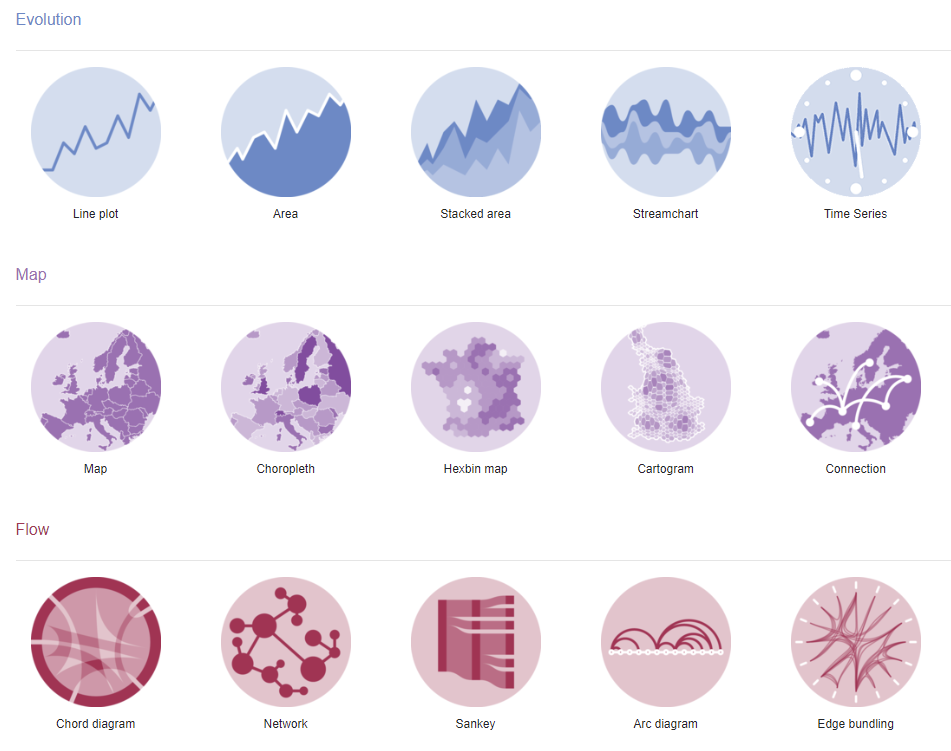 Evolution
Line plot
Area
Stacked area
Streamchart
Time Series
Map
Map
Choropleth
Hexbin map
Cartogram
Connection
Flow
Chord diagram
Network
Sankey
Arc diagram
Edge bundling